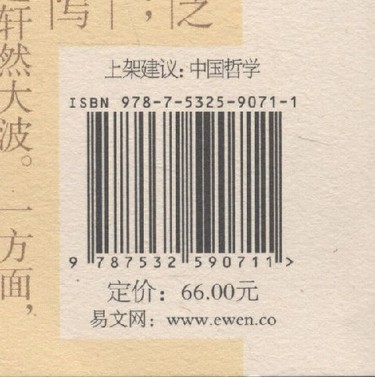 上架建议：中国哲学
ISBN 978-7-5325-9071-1
9 787532 590711 >
定价：66.00元
易文网：www.ewen.co
轩然大波。一方面，